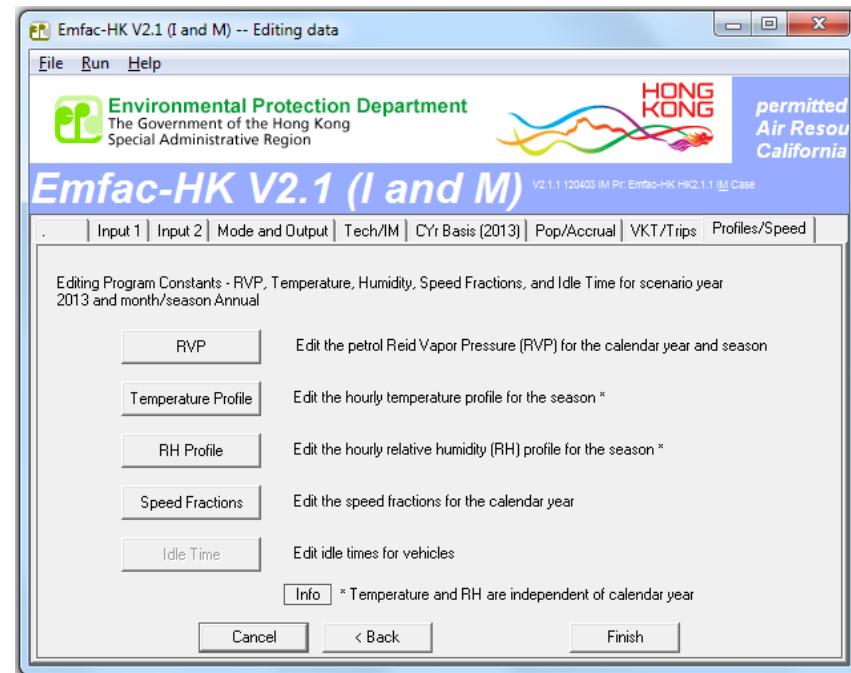 Emfac-HK V2.1 (I and M) -- Editing data
File Run Help
Environmental Protection Department
The Government of the Hong Kong
Special Administrative Region
HONG
KONG
permitted
Air Resou
California
Emfac-HK V2.1 (I and M) V2.1.1 120403 IM Pr: Emfac-HK HK2.1.1 IM Case
. Input 1 Input 2 Mode and Output Tech/IM CYr Basis (2013) Pop/Accrual VKT/Trips Profiles/Speed
Editing Program Constants - RVP, Temperature, Humidity, Speed Fractions, and Idle Time for scenario year
2013 and month/season Annual
RVP Edit the petrol Reid Vapor Pressure (RVP) for the calendar year and season
Temperature Profile Edit the hourly temperature profile for the season *
RH Profile Edit the hourly relative humidity (RH) profile for the season *
Speed Fractions Edit the speed fractions for the calendar year
Idle Time Edit idle times for vehicles
Info * Temperature and RH are independent of calendar year
Cancel < Back Finish